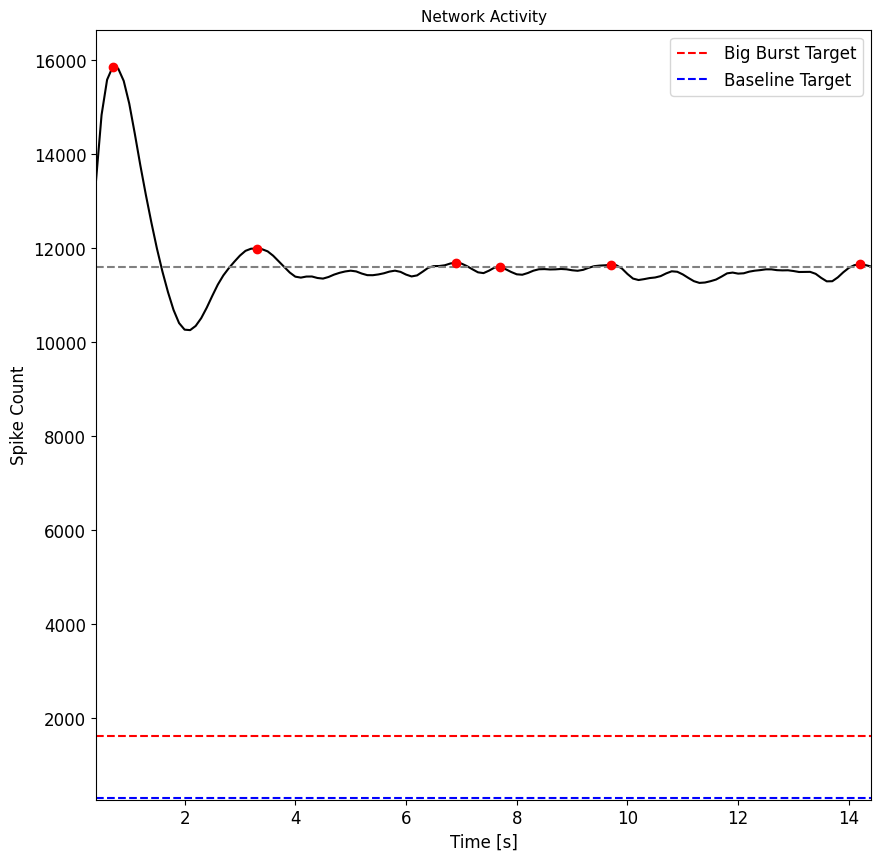 Network Activity
Big Burst Target
Baseline Target
16000
14000
12000
10000
8000
6000
4000
2000
Spike Count
2 4 6 8 10 12 14
Time [s]